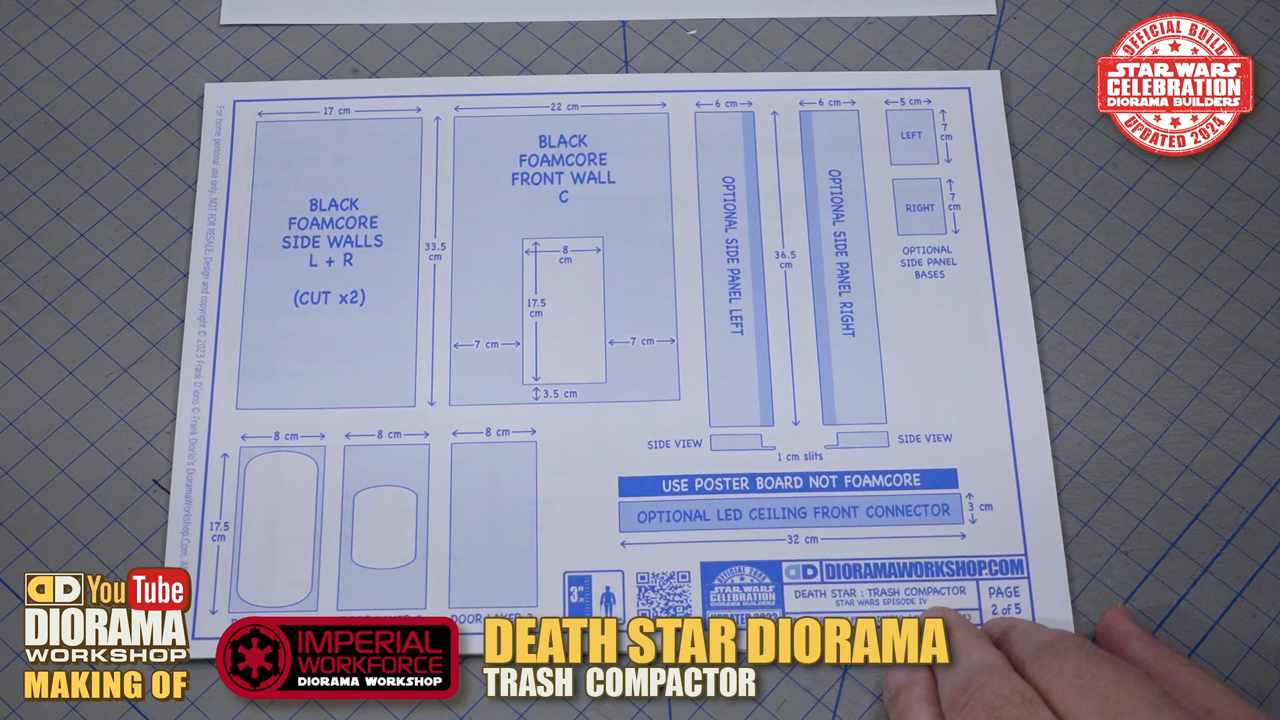 OFFICIAL BUILD
STAR WARS
CELEBRATION
DIORAMA BUILDERS
UPDATED 2024
17 cm
22 cm
6 cm
6 cm
5 cm
BLACK
FOAMCORE
SIDE WALLS
L + R
(CUT x2)
33.5
cm
BLACK
FOAMCORE
FRONT WALL
C
8
cm
17.5
cm
7 cm
7 cm
3.5 cm
OPTIONAL SIDE PANEL LEFT
36.5
cm
OPTIONAL SIDE PANEL RIGHT
LEFT
7
cm
RIGHT
7
cm
OPTIONAL
SIDE PANEL
BASES
SIDE VIEW
SIDE VIEW
1 cm slits
8 cm
8 cm
8 cm
17.5
cm
USE POSTER BOARD NOT FOAMCORE
OPTIONAL LED CEILING FRONT CONNECTOR
3 cm
32 cm
3"
CELEBRATION
DIORAMA BUILDERS
DD DIORAMAWORKSHOP.COM
DEATH STAR : TRASH COMPACTOR
STAR WARS EPISODE IV
PAGE
2 of 5
For home personal use only. NOT FOR RESALE. Design and copyright © 2023 Frank D'iorio © Frank Diorio's DioramaWorkshop.Com.
DD YouTube
DIORAMA
WORKSHOP
MAKING OF
IMPERIAL
WORKFORCE
DIORAMA WORKSHOP
DEATH STAR DIORAMA
TRASH COMPACTOR